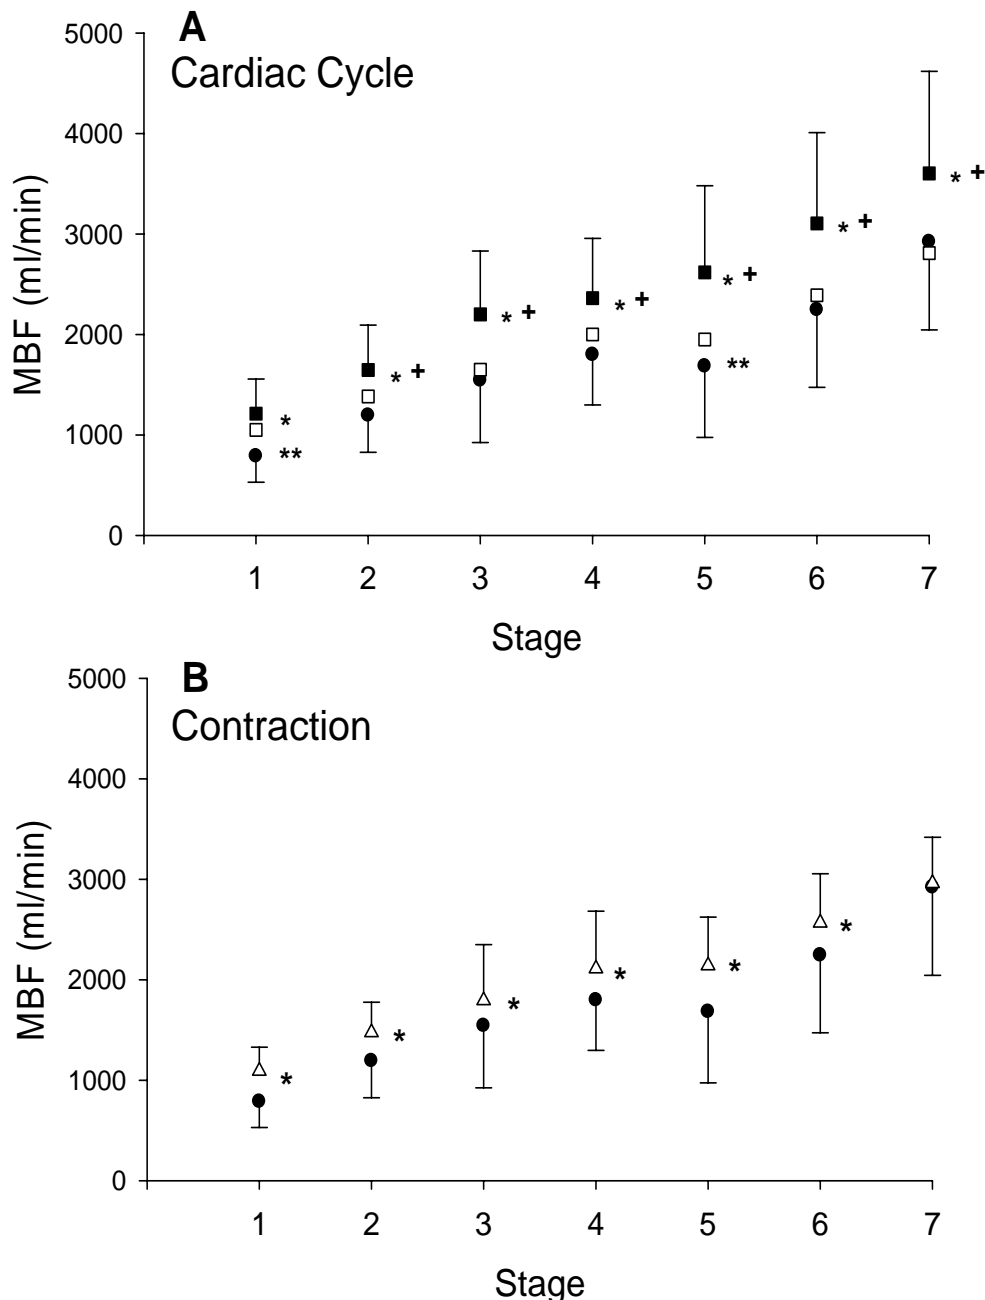 A
Cardiac Cycle
5000
4000
3000
2000
1000
0
MBF (ml/min)
* **
* +
* +
* +
* + **
* +
* +
1 2 3 4 5 6 7
Stage
B
Contraction
5000
4000
3000
2000
1000
0
MBF (ml/min)
* * * * * *
1 2 3 4 5 6 7
Stage